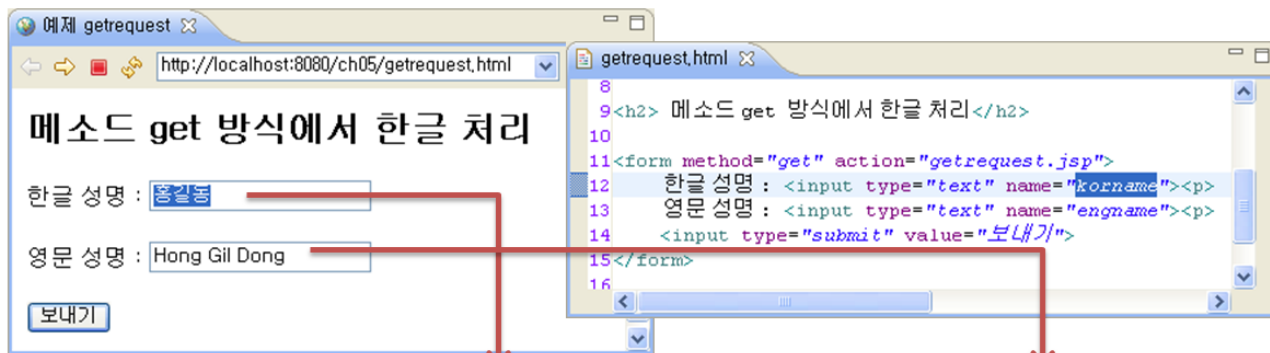 예제 getrequest
http://localhost:8080/ch05/getrequest.html
메소드 get 방식에서 한글 처리
한글 성명 : 홍길동
영문 성명 : Hong Gil Dong
보내기
getrequest.html
8
9 <h2> 메소드 get 방식에서 한글 처리</h2>
10
11 <form method="get" action="getrequest.jsp">
12 한글 성명 : <input type="text" name="korname"><p>
13 영문 성명 : <input type="text" name="engname"><p>
14 <input type="submit" value="보내기">
15 </form>
16